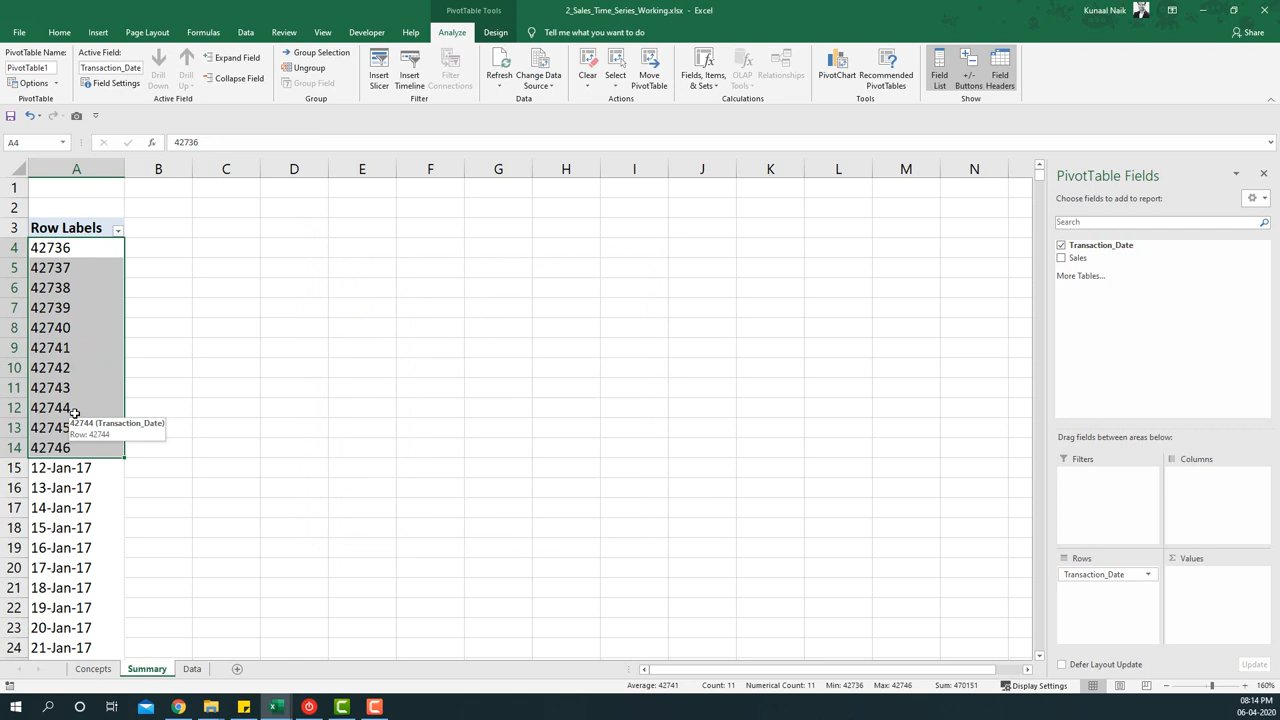 PivotTable Tools
2_Sales_Time_Series_Working.xlsx - Excel
Kunaal Naik
File Home Insert Page Layout Formulas Data Review View Developer Help Analyze Design Tell me what you want to do Share
PivotTable Name:
PivotTable1
Options
PivotTable
Active Field:
Transaction_Date
Field Settings
Drill Down
Drill Up
Expand Field
Collapse Field
Active Field
Group Selection
Ungroup
Group Field
Group
Insert Slicer
Insert Timeline
Filter Connections
Filter
Refresh
Change Data Source
Data
Clear
Select
Move PivotTable
Actions
Fields, Items, & Sets
OLAP Tools
Relationships
Calculations
PivotChart
Recommended PivotTables
Tools
Field List
+/- Buttons
Field Headers
Show
A4
fx
42736
A B C D E F G H I J K L M N
1
2
3 Row Labels
4 42736
5 42737
6 42738
7 42739
8 42740
9 42741
10 42742
11 42743
12 42744
13 42745
14 42746
15 12-Jan-17
16 13-Jan-17
17 14-Jan-17
18 15-Jan-17
19 16-Jan-17
20 17-Jan-17
21 18-Jan-17
22 19-Jan-17
23 20-Jan-17
24 21-Jan-17
42744 (Transaction_Date)
Row: 42744
PivotTable Fields
Choose fields to add to report:
Search
Transaction_Date
Sales
More Tables...
Drag fields between areas below:
Filters
Columns
Rows
Σ Values
Transaction_Date
Defer Layout Update
Update
Concepts Summary Data
Average: 42741 Count: 11 Numerical Count: 11 Min: 42736 Max: 42746 Sum: 470151 Display Settings 160%
08:14 PM
06-04-2020